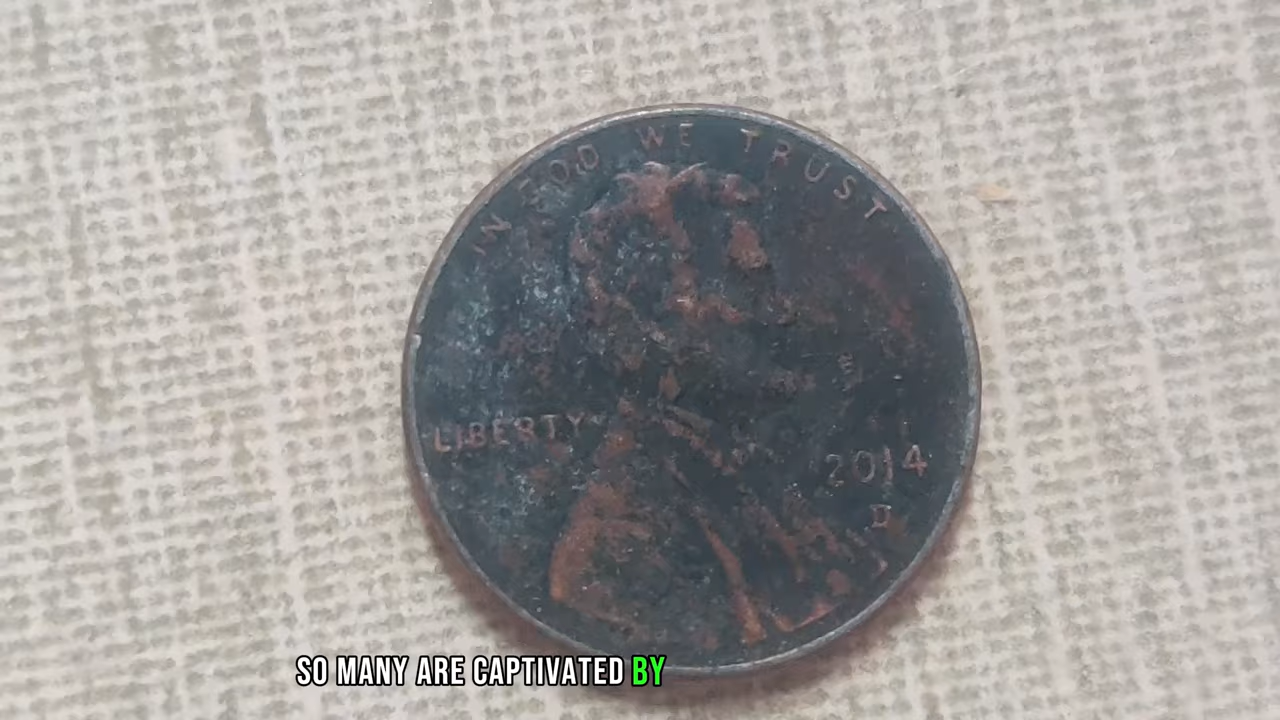 IN GOD WE TRUST
LIBERTY
2014
D
SO MANY ARE CAPTIVATED BY